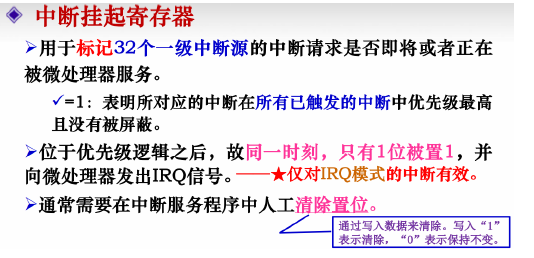 中断挂起寄存器
用于标记32个一级中断源的中断请求是否即将或者正在
被微处理器服务。
✓=1：表明所对应的中断在所有已触发的中断中优先级最高
且没有被屏蔽。
位于优先级逻辑之后，故同一时刻，只有1位被置1，并
向微处理器发出IRQ信号。——★仅对IRQ模式的中断有效。
通常需要在中断服务程序中人工清除置位。
通过写入数据来清除。写入“1”
表示清除，“0”表示保持不变。